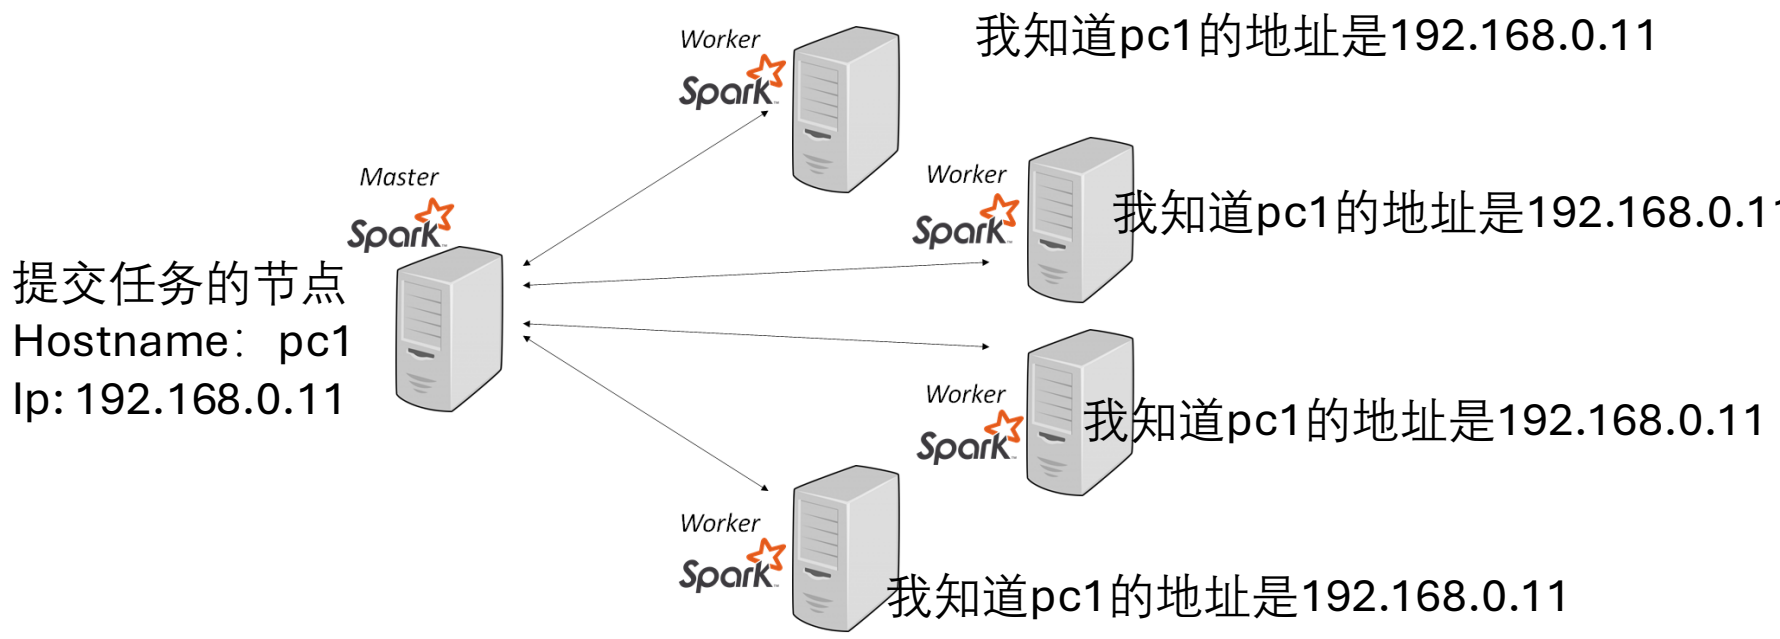 Worker
Spark
我知道pc1的地址是192.168.0.11
Master
Spark
提交任务的节点
Hostname： pc1
Ip: 192.168.0.11
Worker
Spark
我知道pc1的地址是192.168.0.11
Worker
Spark
我知道pc1的地址是192.168.0.11
Worker
Spark
我知道pc1的地址是192.168.0.11